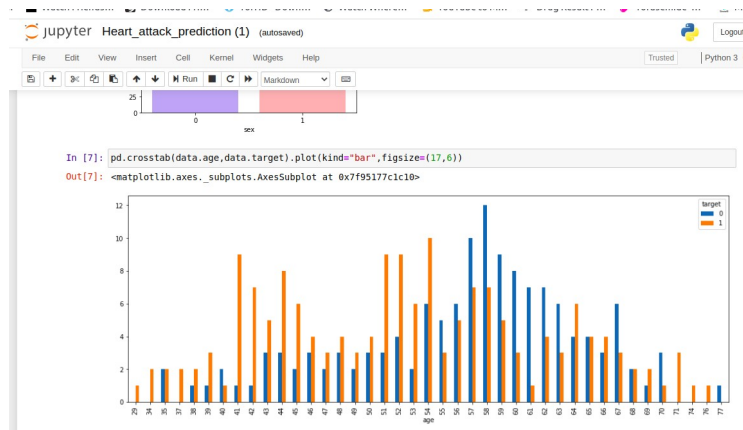 jupyter Heart_attack_prediction (1) (autosaved)
Logout
File Edit View Insert Cell Kernel Widgets Help
Trusted Python 3
Run Markdown
25
0
0 1
sex
In [7]: pd.crosstab(data.age,data.target).plot(kind="bar",figsize=(17,6))
Out[7]: <matplotlib.axes._subplots.AxesSubplot at 0x7f95177c1c10>
target
0
1
12
10
8
6
4
2
0
29 34 35 37 38 39 40 41 42 43 44 45 46 47 48 49 50 51 52 53 54 55 56 57 58 59 60 61 62 63 64 65 66 67 68 69 70 71 74 76 77
age